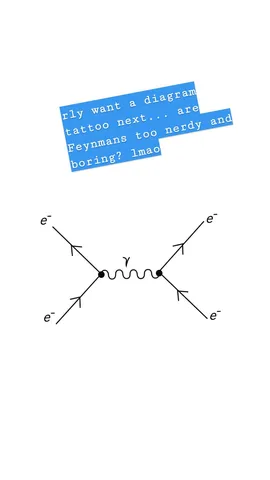 rly want a diagram
tattoo next... are
Feynmans too nerdy and
boring? lmao
e⁻ e⁻
γ
e⁻ e⁻